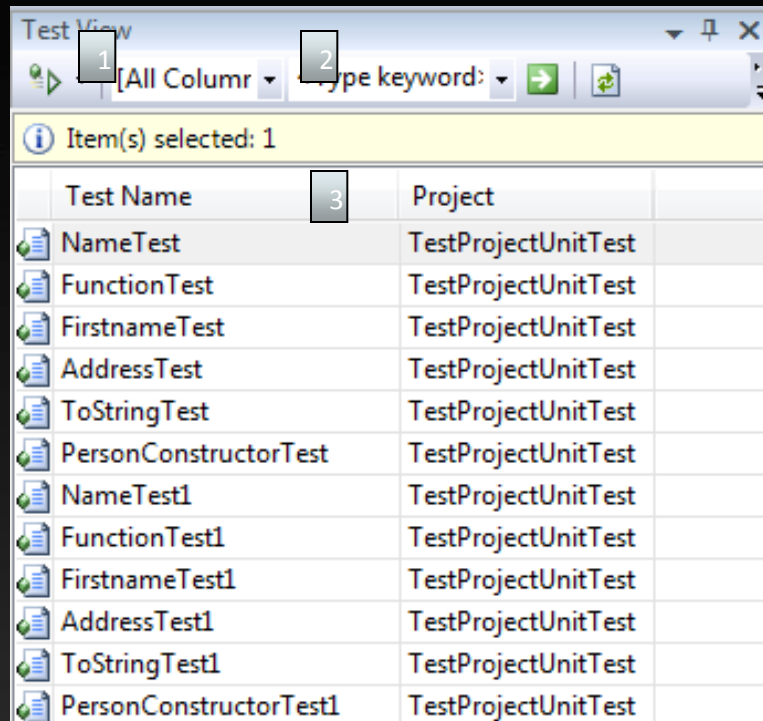 Test View
1 [All Columr 2 Type keyword>
Item(s) selected: 1
Test Name 3 Project
NameTest TestProjectUnitTest
FunctionTest TestProjectUnitTest
FirstnameTest TestProjectUnitTest
AddressTest TestProjectUnitTest
ToStringTest TestProjectUnitTest
PersonConstructorTest TestProjectUnitTest
NameTest1 TestProjectUnitTest
FunctionTest1 TestProjectUnitTest
FirstnameTest1 TestProjectUnitTest
AddressTest1 TestProjectUnitTest
ToStringTest1 TestProjectUnitTest
PersonConstructorTest1 TestProjectUnitTest